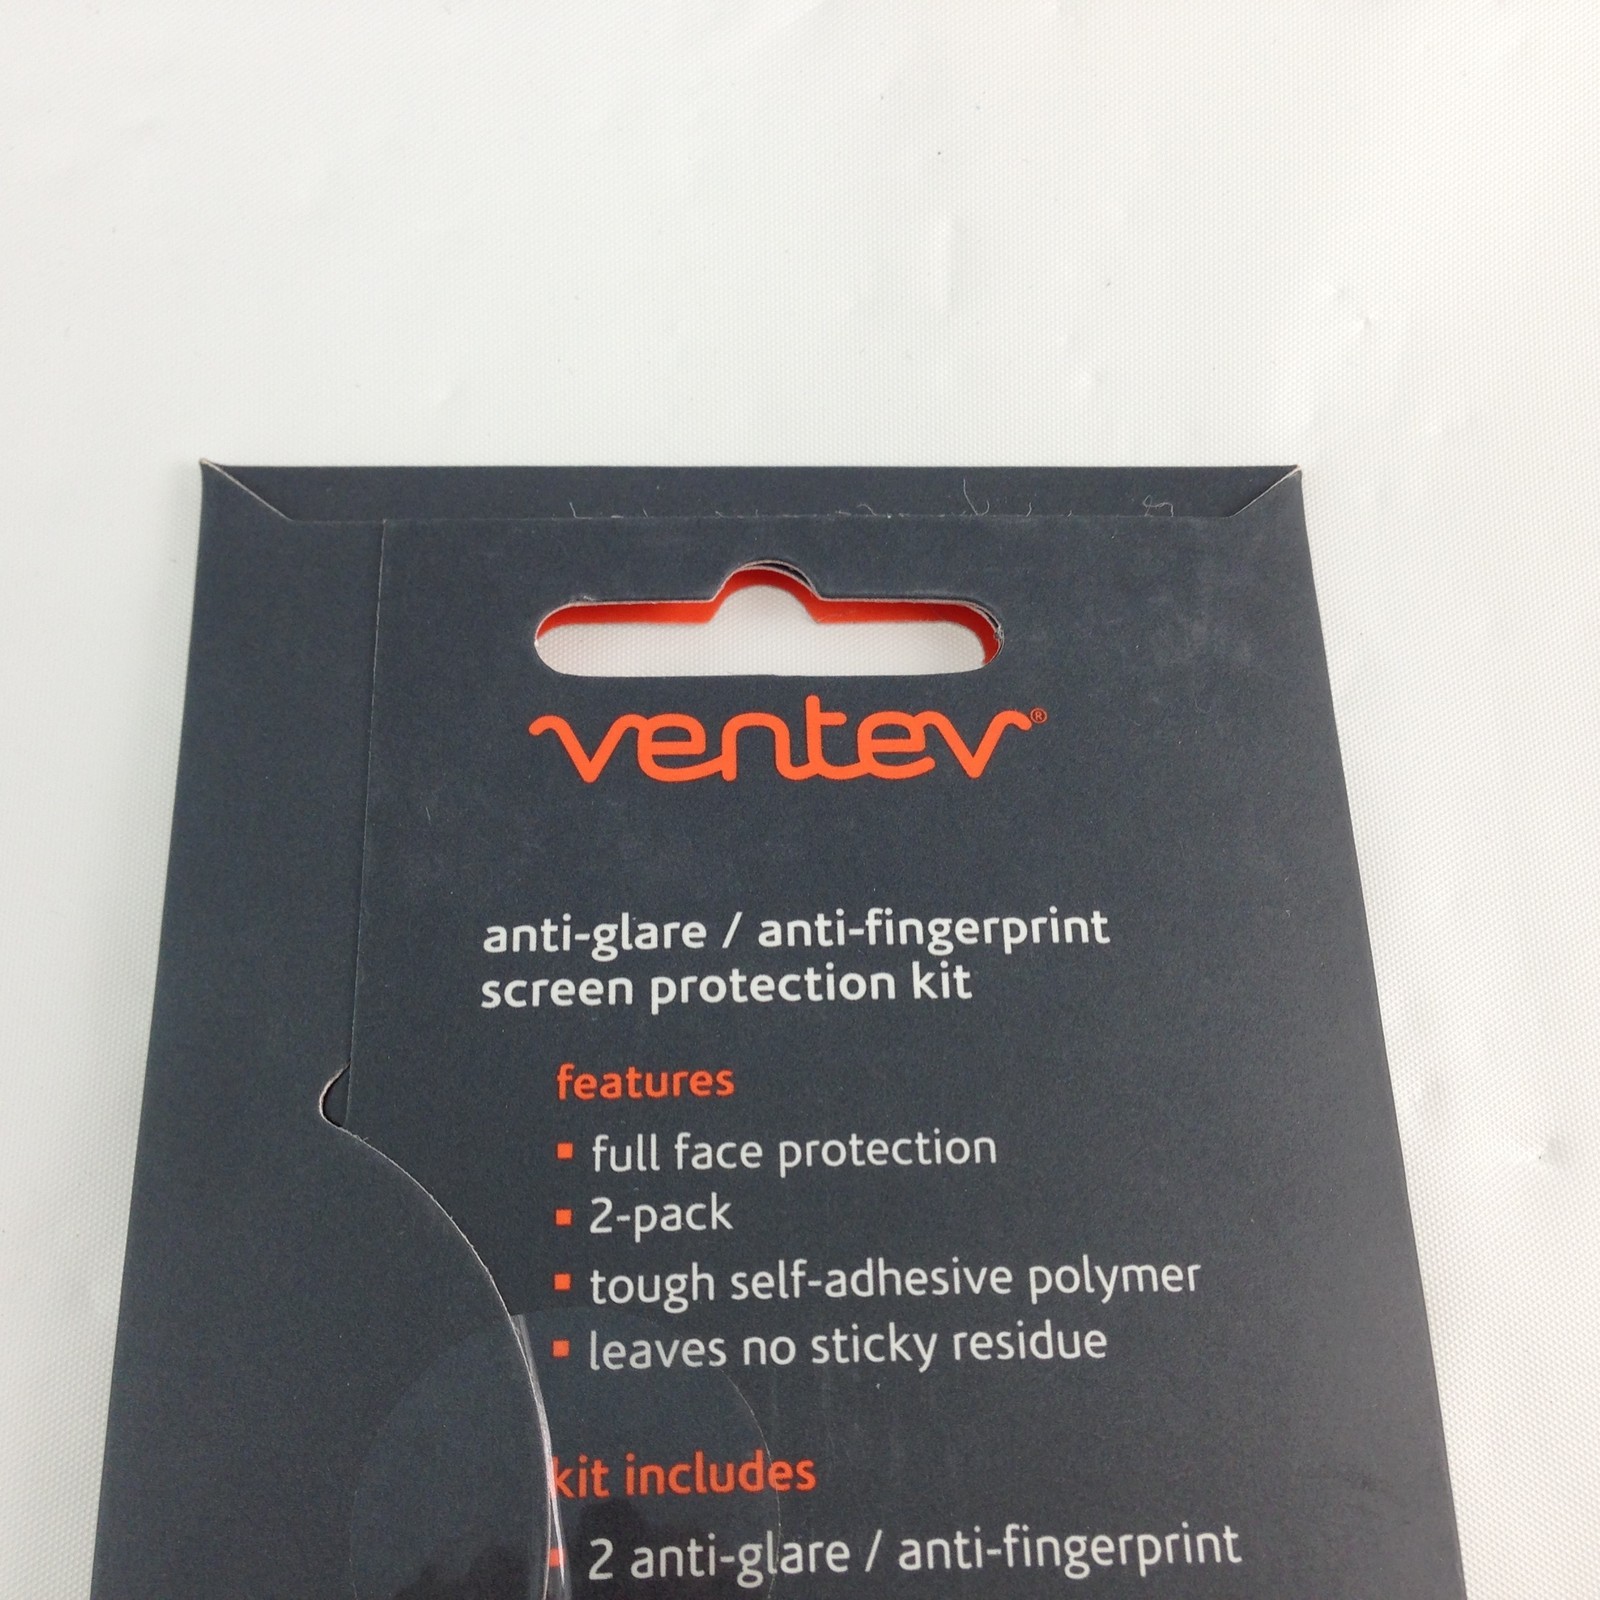 ventev®
anti-glare / anti-fingerprint
screen protection kit
features
▪ full face protection
▪ 2-pack
▪ tough self-adhesive polymer
▪ leaves no sticky residue
kit includes
▪ 2 anti-glare / anti-fingerprint